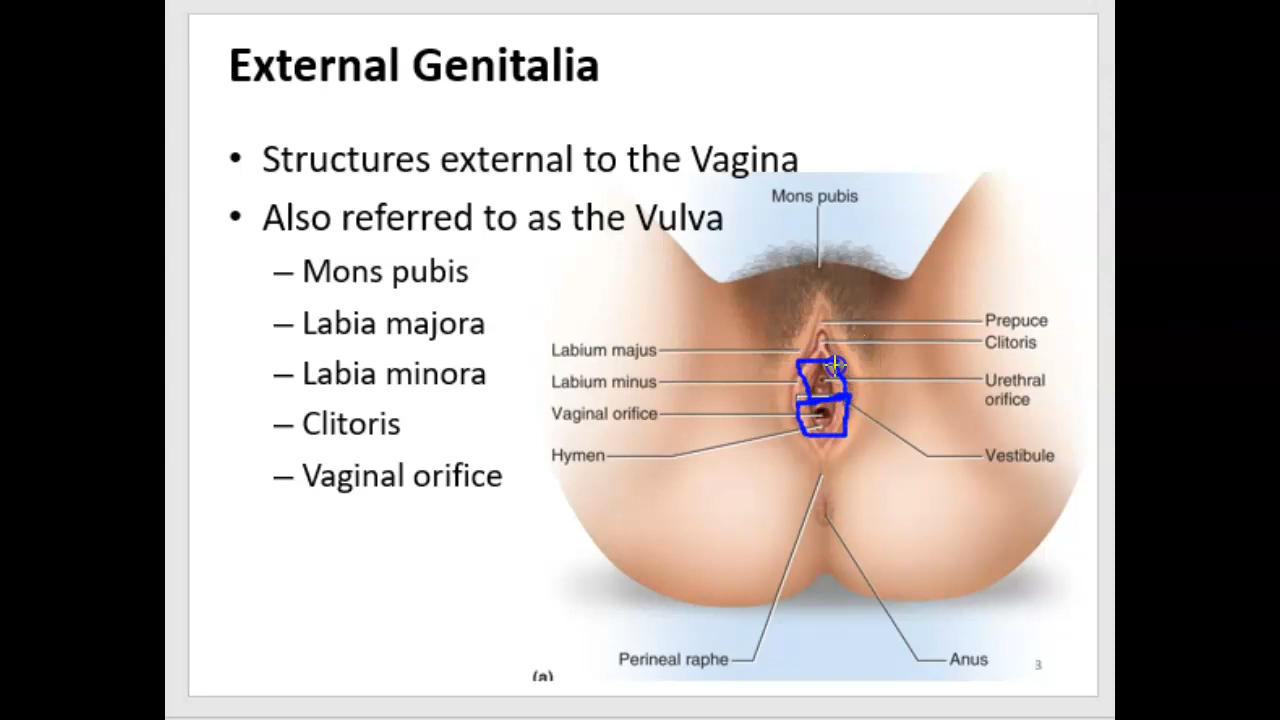 External Genitalia
• Structures external to the Vagina
• Also referred to as the Vulva
– Mons pubis
– Labia majora
– Labia minora
– Clitoris
– Vaginal orifice
Mons pubis
Labium majus
Labium minus
Vaginal orifice
Hymen
Prepuce
Clitoris
Urethral
orifice
Vestibule
Perineal raphe
Anus
(a)
3